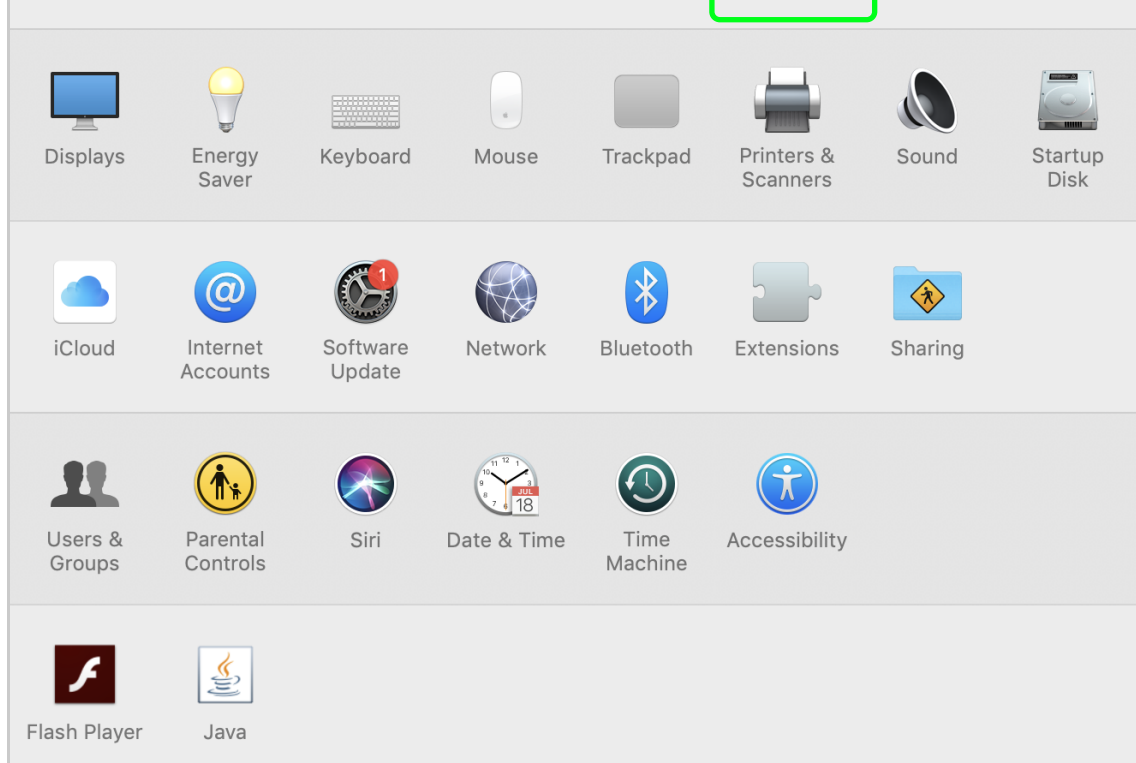 Displays
Energy
Saver
Keyboard
Mouse
Trackpad
Printers &
Scanners
Sound
Startup
Disk
iCloud
Internet
Accounts
1
Software
Update
Network
Bluetooth
Extensions
Sharing
Users &
Groups
Parental
Controls
Siri
JUL
18
Date & Time
Time
Machine
Accessibility
Flash Player
Java